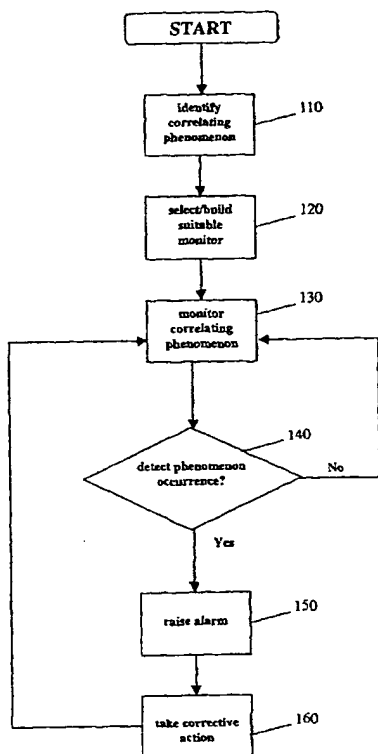 START
identify
correlating
phenomenon
110
select/build
suitable
monitor
120
monitor
correlating
phenomenon
130
140
detect phenomenon
occurrence?
No
Yes
raise alarm
150
take corrective
action
160